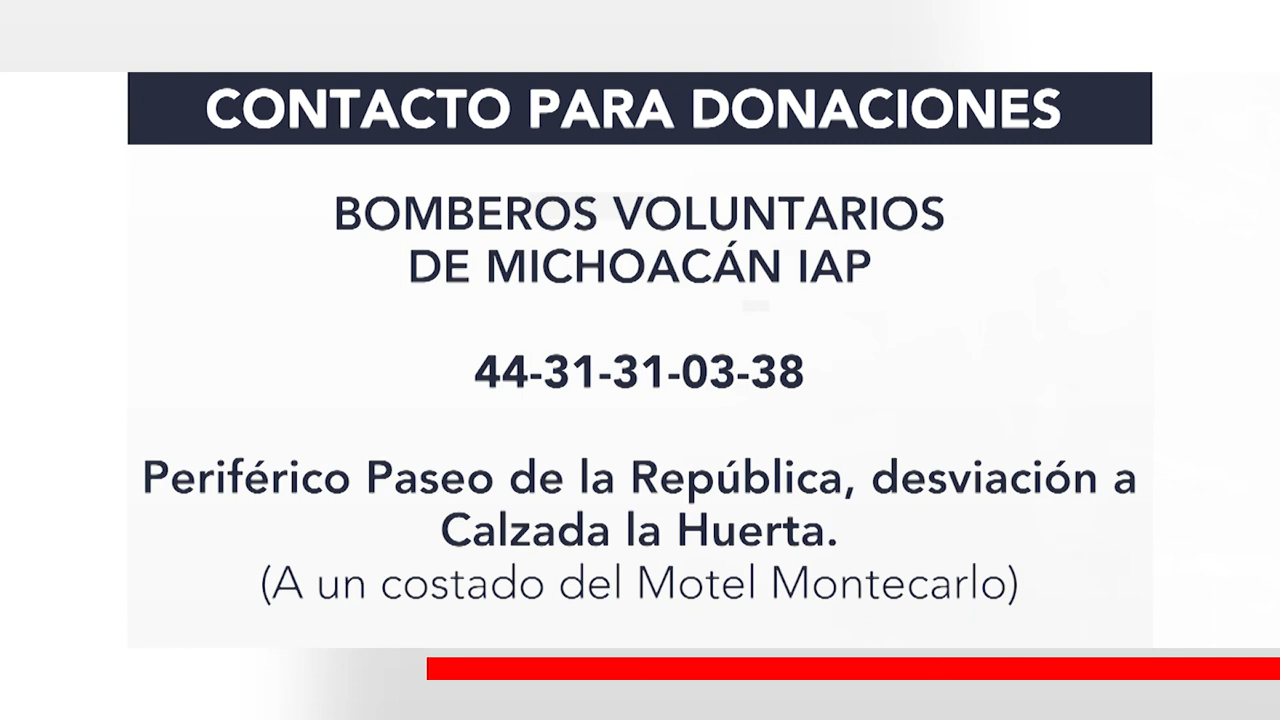 CONTACTO PARA DONACIONES
BOMBEROS VOLUNTARIOS
DE MICHOACÁN IAP
44-31-31-03-38
Periférico Paseo de la República, desviación a
Calzada la Huerta.
(A un costado del Motel Montecarlo)